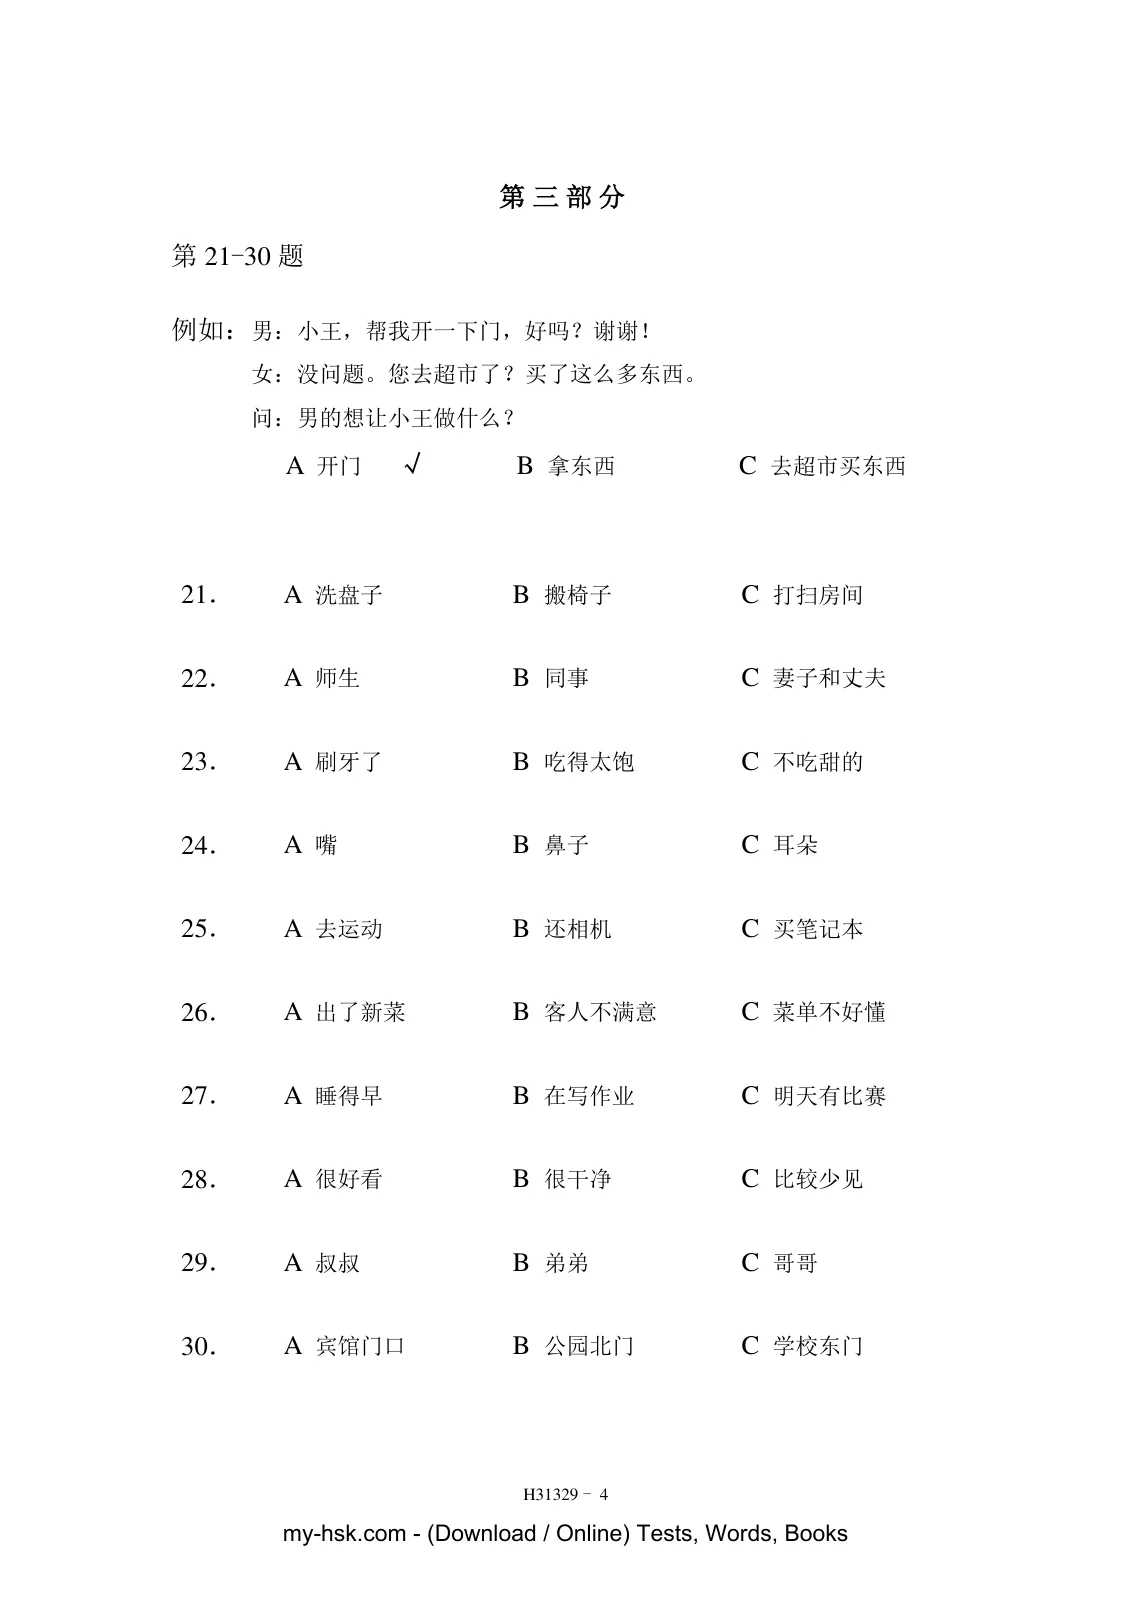 第三部分
第 21-30 题
例如：男：小王，帮我开一下门，好吗？谢谢！
女：没问题。您去超市了？买了这么多东西。
问：男的想让小王做什么？
A 开门 √ B 拿东西 C 去超市买东西
21. A 洗盘子 B 搬椅子 C 打扫房间
22. A 师生 B 同事 C 妻子和丈夫
23. A 刷牙了 B 吃得太饱 C 不吃甜的
24. A 嘴 B 鼻子 C 耳朵
25. A 去运动 B 还相机 C 买笔记本
26. A 出了新菜 B 客人不满意 C 菜单不好懂
27. A 睡得早 B 在写作业 C 明天有比赛
28. A 很好看 B 很干净 C 比较少见
29. A 叔叔 B 弟弟 C 哥哥
30. A 宾馆门口 B 公园北门 C 学校东门
H31329 - 4
my-hsk.com - (Download / Online) Tests, Words, Books